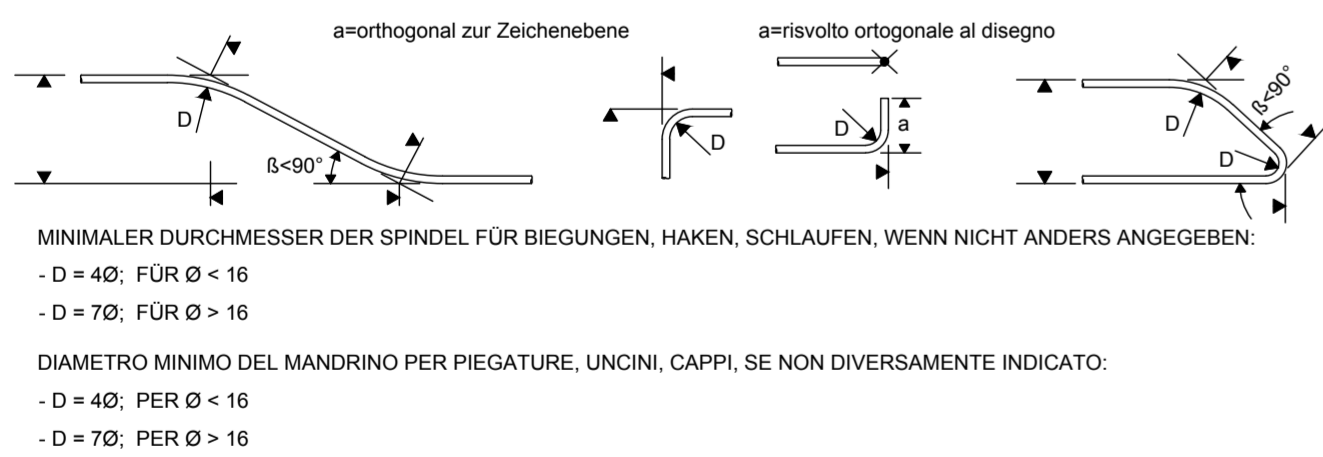 a=orthogonal zur Zeichenebene
a=risvolto ortogonale al disegno
D
ß<90°
D
D
a
D
ß<90°
D
MINIMALER DURCHMESSER DER SPINDEL FÜR BIEGUNGEN, HAKEN, SCHLAUFEN, WENN NICHT ANDERS ANGEGEBEN:
- D = 4Ø; FÜR Ø < 16
- D = 7Ø; FÜR Ø > 16
DIAMETRO MINIMO DEL MANDRINO PER PIEGATURE, UNCINI, CAPPI, SE NON DIVERSAMENTE INDICATO:
- D = 4Ø; PER Ø < 16
- D = 7Ø; PER Ø > 16